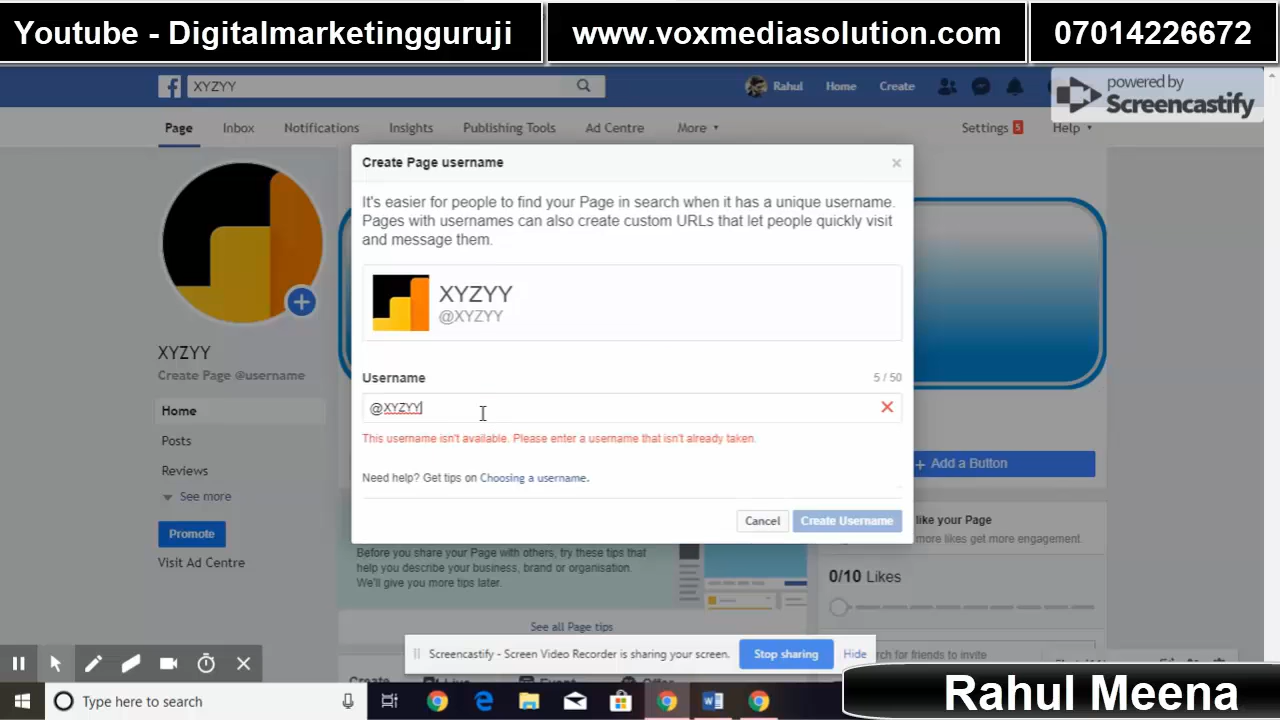 Youtube - Digitalmarketingguruji
www.voxmediasolution.com
07014226672
XYZYY
Rahul
Home
Create
powered by
Screencastify
Page
Inbox
Notifications
Insights
Publishing Tools
Ad Centre
More
Settings 5
Help
Create Page username
It's easier for people to find your Page in search when it has a unique username.
Pages with usernames can also create custom URLs that let people quickly visit
and message them.
XYZYY
@XYZYY
Username
5 / 50
@XYZYY
This username isn't available. Please enter a username that isn't already taken.
Need help? Get tips on Choosing a username.
Cancel
Create Username
XYZYY
Create Page @username
Home
Posts
Reviews
See more
Promote
Visit Ad Centre
+ Add a Button
like your Page
more likes get more engagement.
0/10 Likes
Before you share your Page with others, try these tips that
help you describe your business, brand or organisation.
We'll give you more tips later.
See all Page tips
Screencastify - Screen Video Recorder is sharing your screen.
Stop sharing
Hide
for friends to invite
Type here to search
Rahul Meena